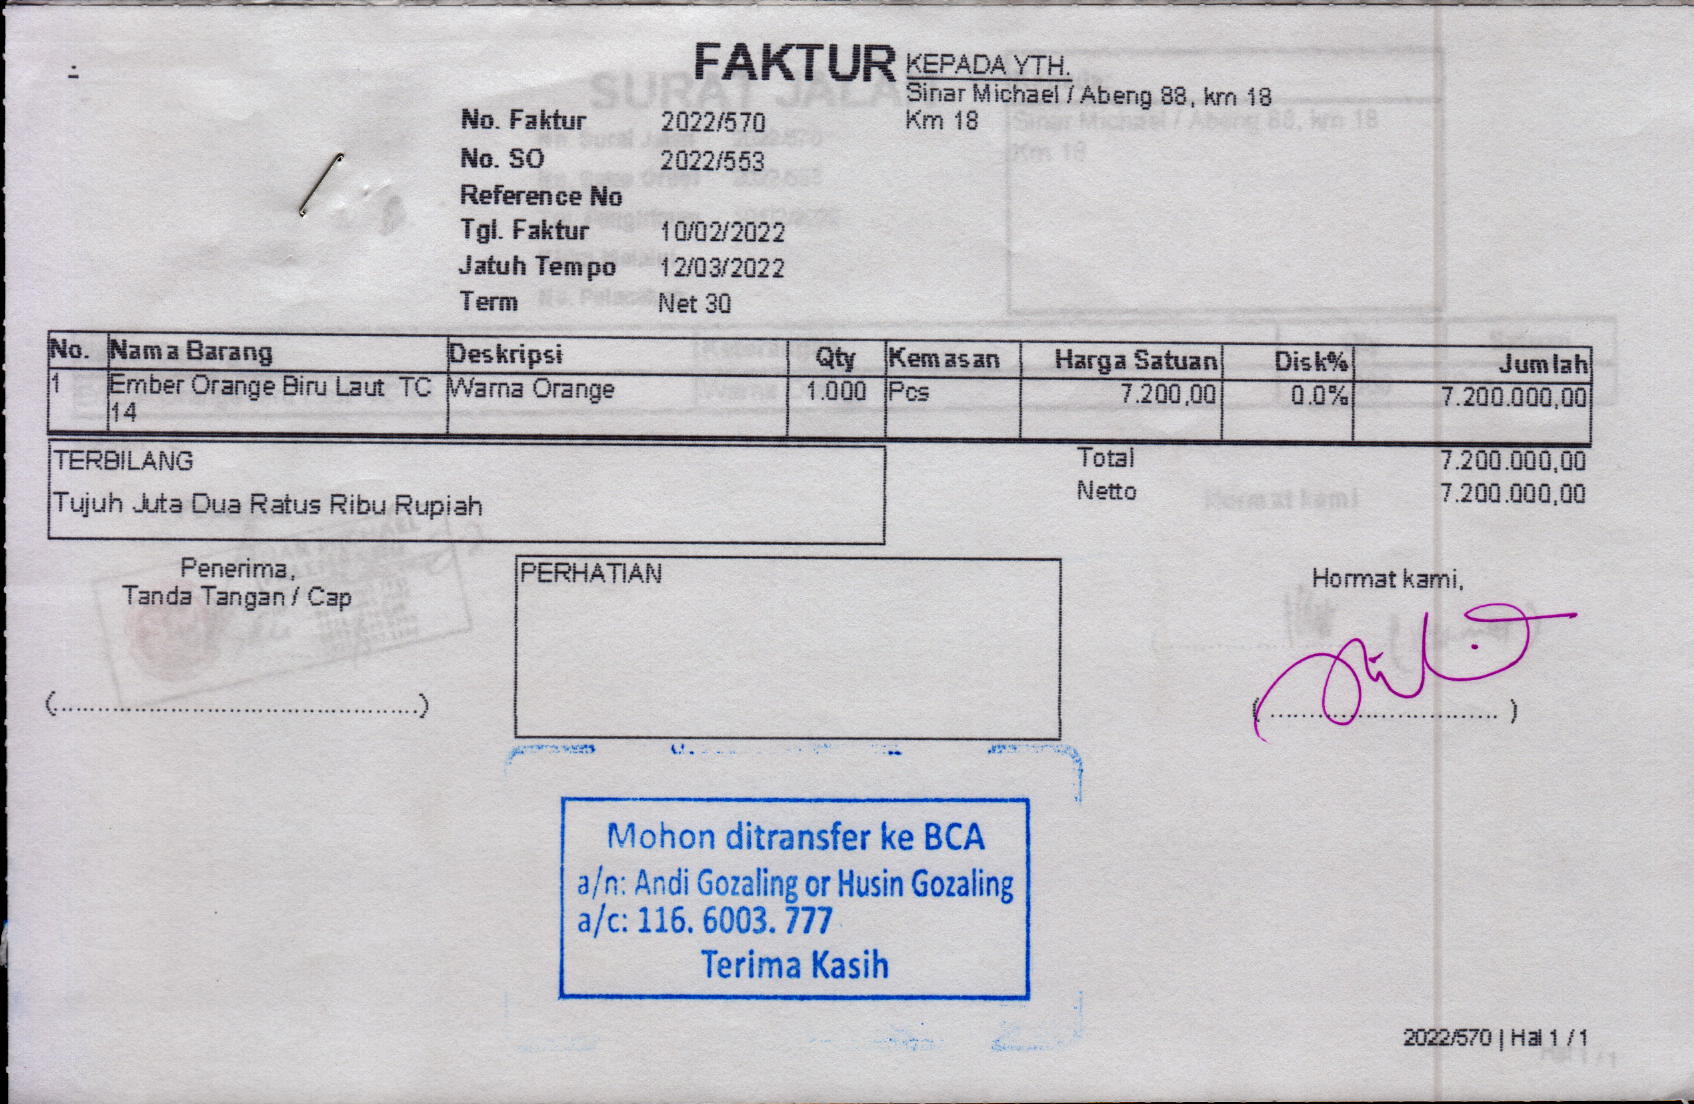 FAKTUR
KEPADA YTH.
Sinar Michael / Abeng 88, km 18
Km 18
No. Faktur 2022/570
No. SO 2022/553
Reference No
Tgl. Faktur 10/02/2022
Jatuh Tempo 12/03/2022
Term Net 30
No. Nama Barang Deskripsi Qty Kemasan Harga Satuan Disk% Jumlah
1 Ember Orange Biru Laut TC 14 Warna Orange 1.000 Pcs 7.200,00 0.0% 7.200.000,00
TERBILANG
Tujuh Juta Dua Ratus Ribu Rupiah
Total 7.200.000,00
Netto 7.200.000,00
Penerima,
Tanda Tangan / Cap
(..........................................)
PERHATIAN
Hormat kami,
(.............................)
Mohon ditransfer ke BCA
a/n: Andi Gozaling or Husin Gozaling
a/c: 116. 6003. 777
Terima Kasih
2022/570 | Hal 1 / 1